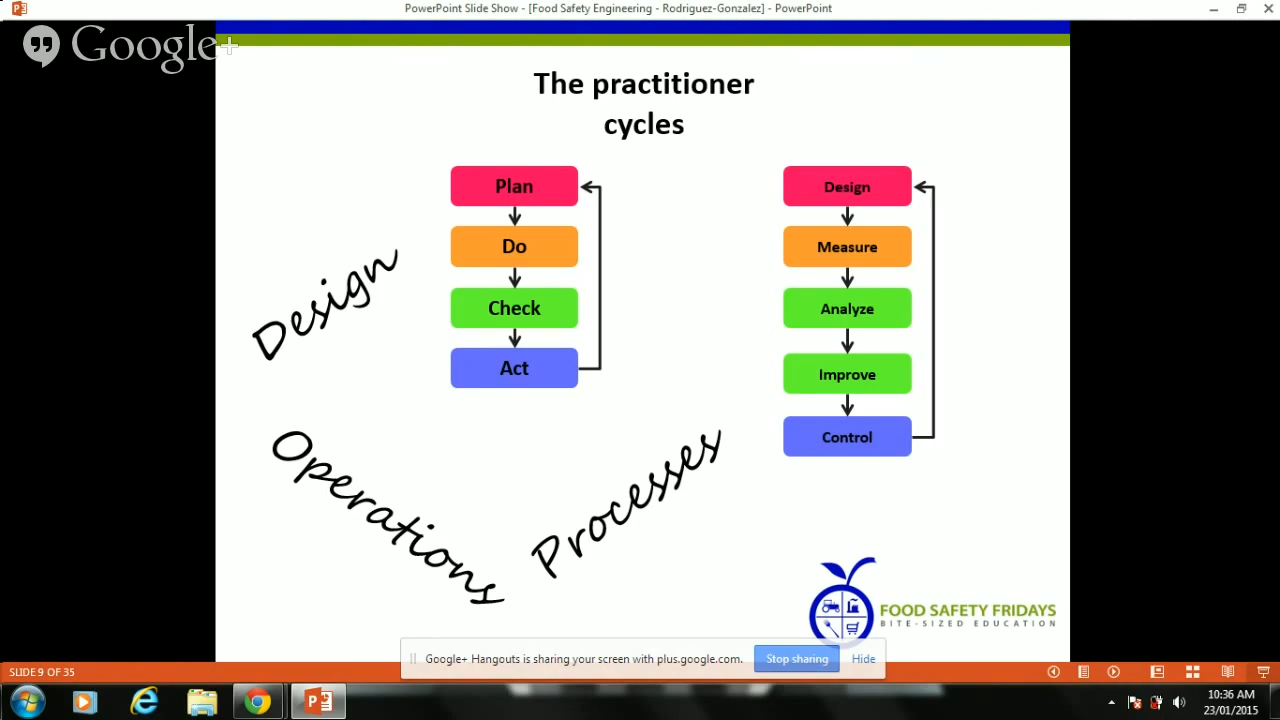 PowerPoint Slide Show - [Food Safety Engineering - Rodriguez-Gonzalez] - PowerPoint
Google+
The practitioner
cycles
Plan
Do
Check
Act
Design
Measure
Analyze
Improve
Control
Design
Operations
Processes
FOOD SAFETY FRIDAYS
BITE-SIZED EDUCATION
Google+ Hangouts is sharing your screen with plus.google.com.
Stop sharing
Hide
SLIDE 9 OF 35
10:36 AM
23/01/2015